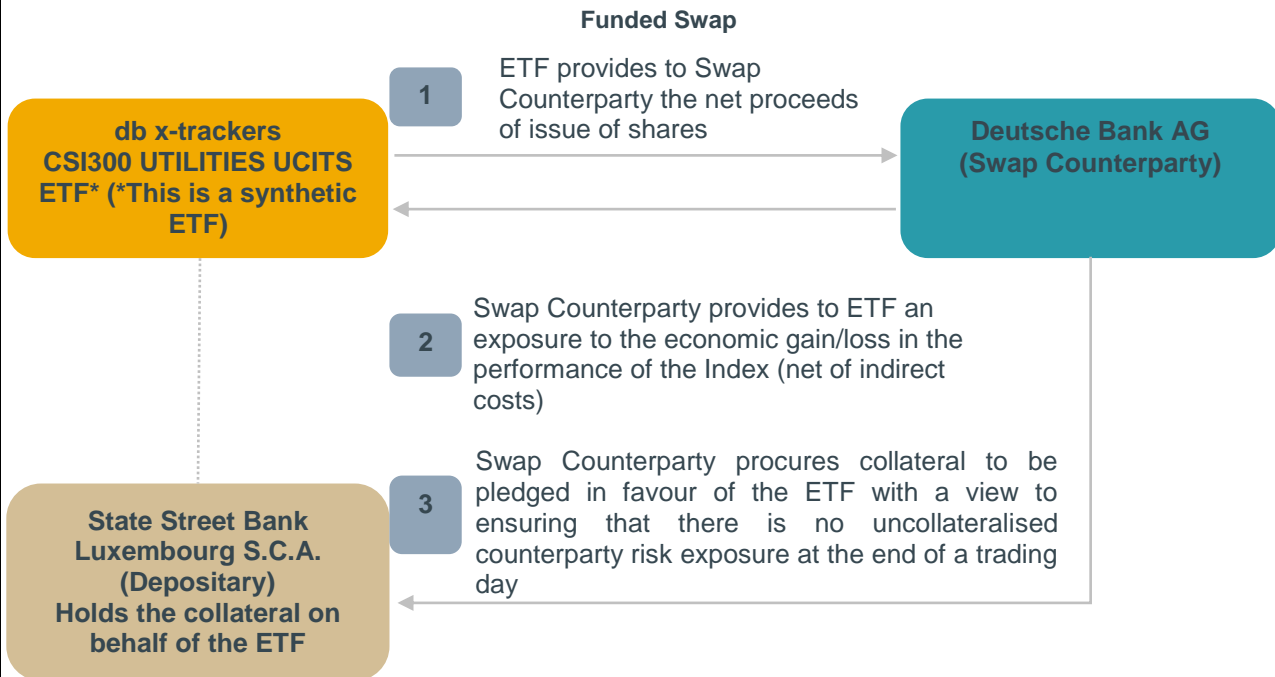 Funded Swap
1
ETF provides to Swap
Counterparty the net proceeds
of issue of shares
db x-trackers
CSI300 UTILITIES UCITS
ETF* (*This is a synthetic
ETF)
Deutsche Bank AG
(Swap Counterparty)
2
Swap Counterparty provides to ETF an
exposure to the economic gain/loss in the
performance of the Index (net of indirect
costs)
3
Swap Counterparty procures collateral to be
pledged in favour of the ETF with a view to
ensuring that there is no uncollateralised
counterparty risk exposure at the end of a trading
day
State Street Bank
Luxembourg S.C.A.
(Depositary)
Holds the collateral on
behalf of the ETF